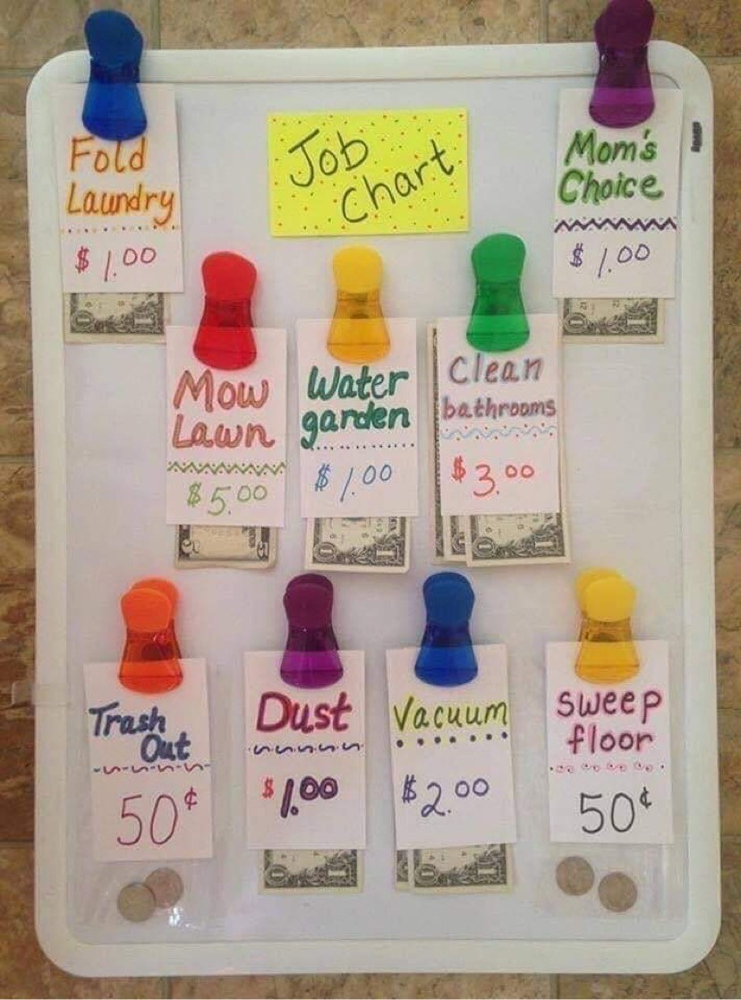 Job
Chart
Fold
Laundry
$1.00
Mom's
Choice
$1.00
Mow
Lawn
$5.00
Water
garden
$1.00
Clean
bathrooms
$3.00
Trash
Out
50¢
Dust
$1.00
Vacuum
$2.00
Sweep
floor
50¢